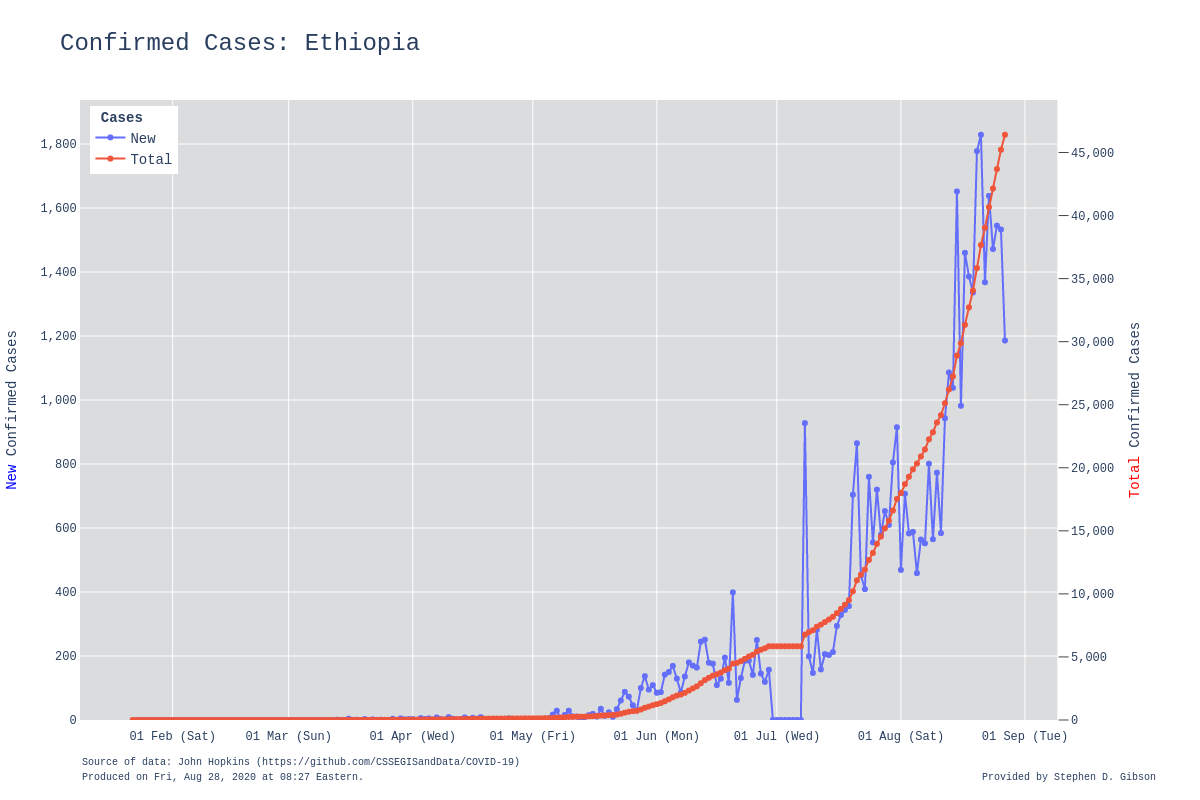 Confirmed Cases: Ethiopia
Cases
New
Total
1,800
1,600
1,400
1,200
1,000
800
600
400
200
0
New Confirmed Cases
45,000
40,000
35,000
30,000
25,000
20,000
15,000
10,000
5,000
0
Total Confirmed Cases
01 Feb (Sat)
01 Mar (Sun)
01 Apr (Wed)
01 May (Fri)
01 Jun (Mon)
01 Jul (Wed)
01 Aug (Sat)
01 Sep (Tue)
Source of data: John Hopkins (https://github.com/CSSEGISandData/COVID-19)
Produced on Fri, Aug 28, 2020 at 08:27 Eastern.
Provided by Stephen D. Gibson